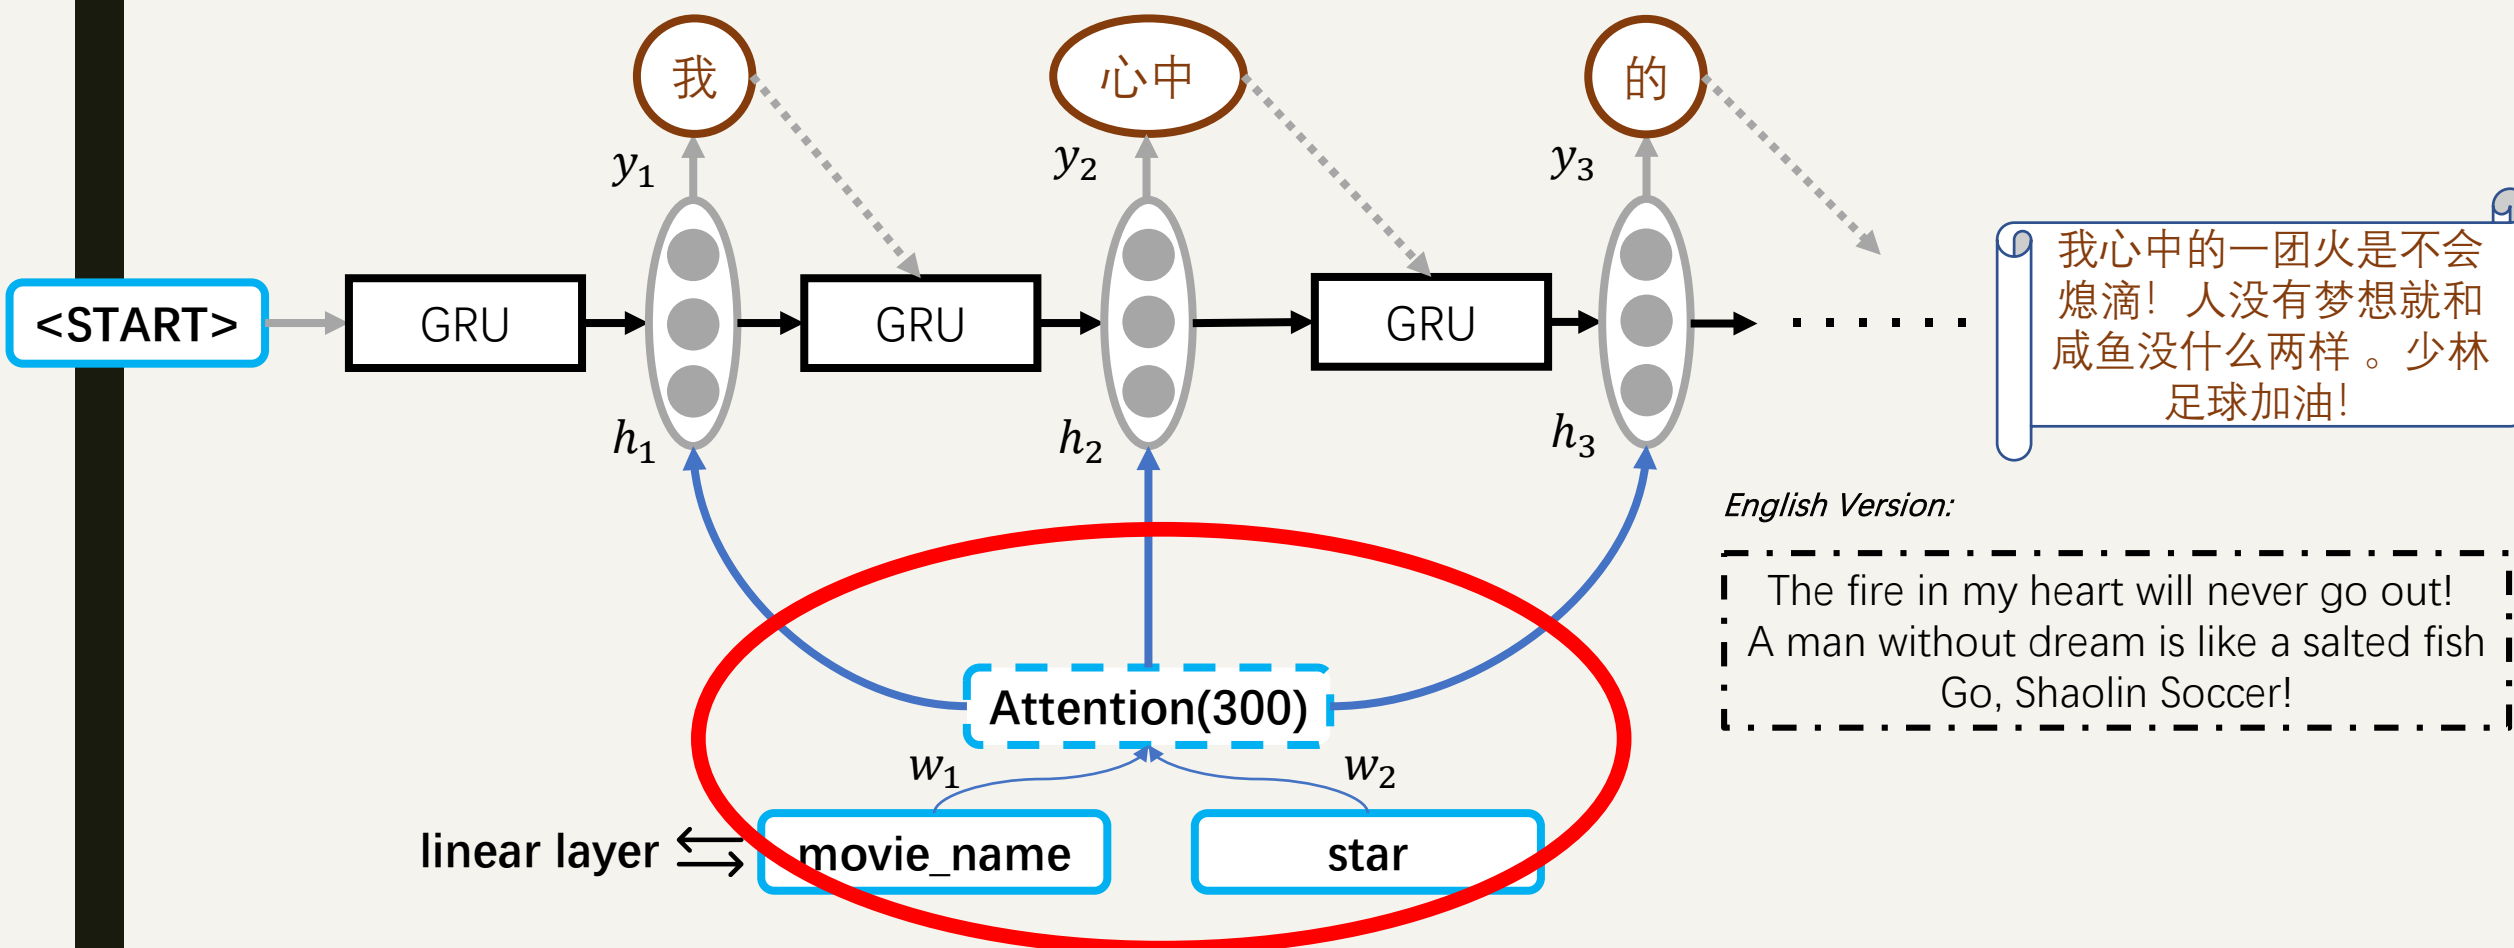 我
心中
的
y₁
y₂
y₃
<START>
GRU
GRU
GRU
......
h₁
h₂
h₃
我心中的一团火是不会
熄滴！人没有梦想就和
咸鱼没什么两样。少林
足球加油！
English Version:
The fire in my heart will never go out!
A man without dream is like a salted fish
Go, Shaolin Soccer!
Attention(300)
w₁
w₂
linear layer
movie_name
star